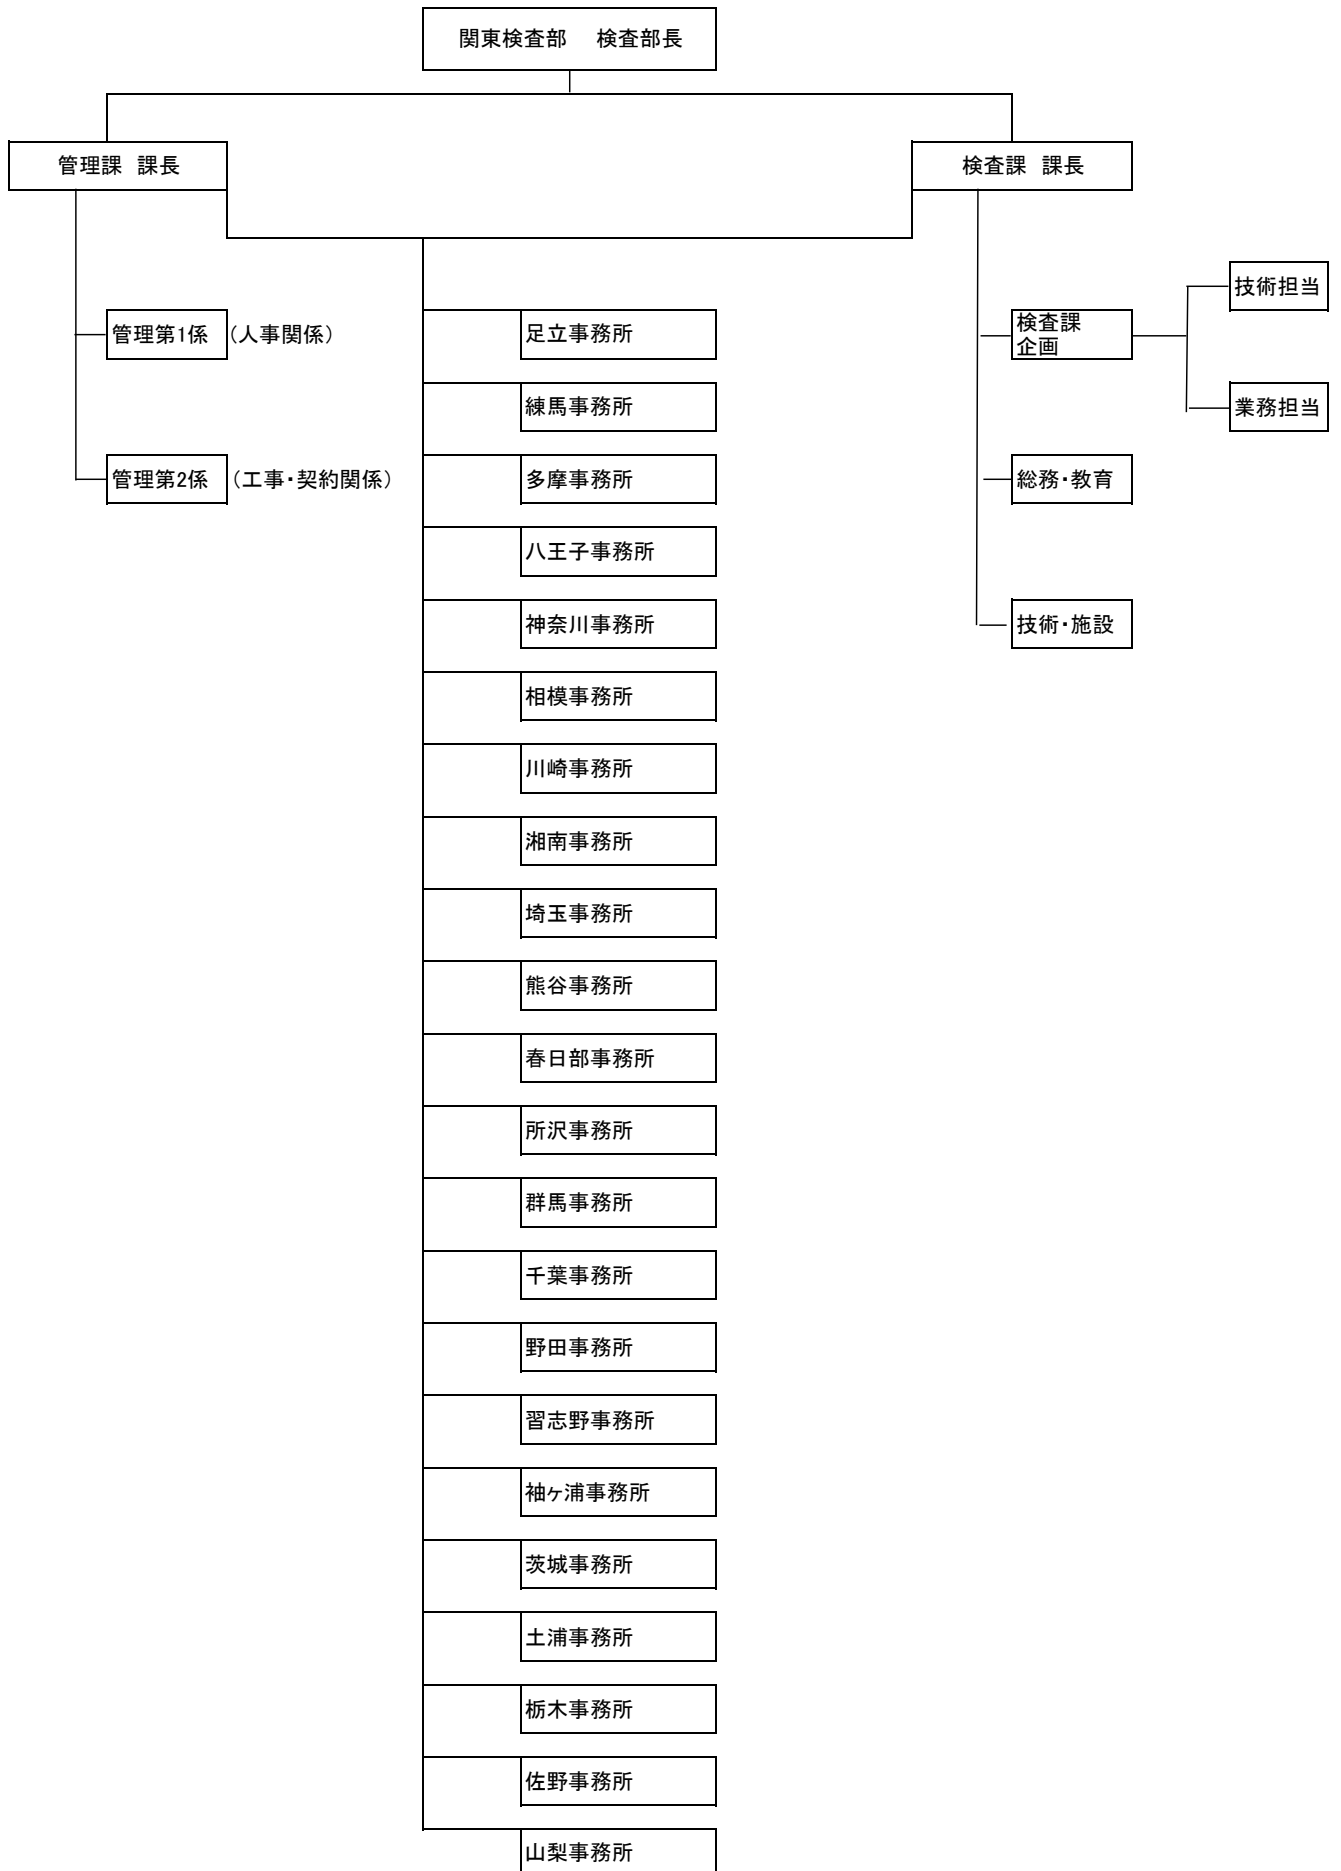 関東検査部　検査部長
管理課　課長
検査課　課長
管理第1係
(人事関係)
管理第2係
(工事・契約関係)
足立事務所
練馬事務所
多摩事務所
八王子事務所
神奈川事務所
相模事務所
川崎事務所
湘南事務所
埼玉事務所
熊谷事務所
春日部事務所
所沢事務所
群馬事務所
千葉事務所
野田事務所
習志野事務所
袖ヶ浦事務所
茨城事務所
土浦事務所
栃木事務所
佐野事務所
山梨事務所
検査課
企画
技術担当
業務担当
総務・教育
技術・施設